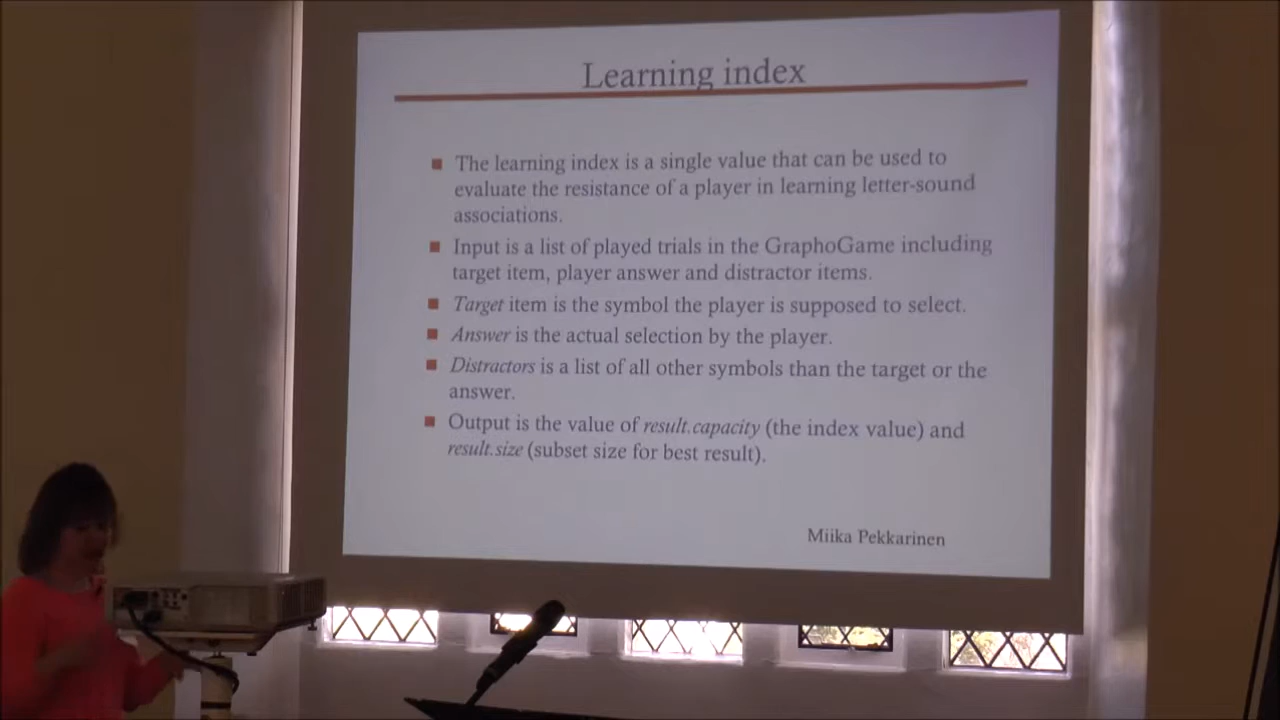 Learning index
The learning index is a single value that can be used to
evaluate the resistance of a player in learning letter-sound
associations.
Input is a list of played trials in the GraphoGame including
target item, player answer and distractor items.
Target item is the symbol the player is supposed to select.
Answer is the actual selection by the player.
Distractors is a list of all other symbols than the target or the
answer.
Output is the value of result.capacity (the index value) and
result.size (subset size for best result).
Miika Pekkarinen